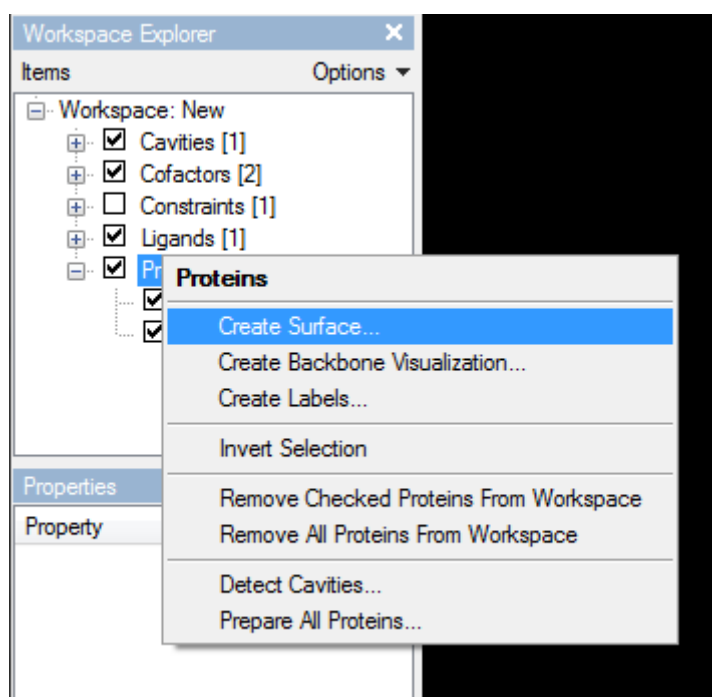 Workspace Explorer
Items Options
Workspace: New
Cavities [1]
Cofactors [2]
Constraints [1]
Ligands [1]
Pr
Proteins
Create Surface...
Create Backbone Visualization...
Create Labels...
Invert Selection
Properties
Remove Checked Proteins From Workspace
Property
Remove All Proteins From Workspace
Detect Cavities...
Prepare All Proteins...